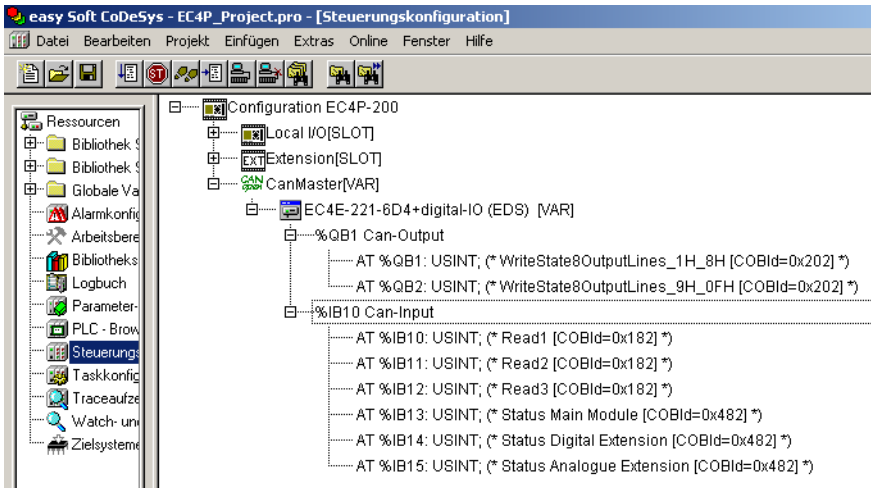 easy Soft CoDeSys - EC4P_Project.pro - [Steuerungskonfiguration]
Datei Bearbeiten Projekt Einfügen Extras Online Fenster Hilfe
Ressourcen
Bibliothek S
Bibliothek S
Globale Va
Alarmkonfig
Arbeitsbere
Bibliotheks
Logbuch
Parameter-
PLC - Brow
Steuerungs
Taskkonfig
Traceaufze
Watch- und
Zielsysteme
Configuration EC4P-200
Local I/O[SLOT]
EXT Extension[SLOT]
CAN open CanMaster[VAR]
EC4E-221-6D4+digital-IO (EDS) [VAR]
%QB1 Can-Output
AT %QB1: USINT; (* WriteState8OutputLines_1H_8H [COBId=0x202] *)
AT %QB2: USINT; (* WriteState8OutputLines_9H_0FH [COBId=0x202] *)
%IB10 Can-Input
AT %IB10: USINT; (* Read1 [COBId=0x182] *)
AT %IB11: USINT; (* Read2 [COBId=0x182] *)
AT %IB12: USINT; (* Read3 [COBId=0x182] *)
AT %IB13: USINT; (* Status Main Module [COBId=0x482] *)
AT %IB14: USINT; (* Status Digital Extension [COBId=0x482] *)
AT %IB15: USINT; (* Status Analogue Extension [COBId=0x482] *)